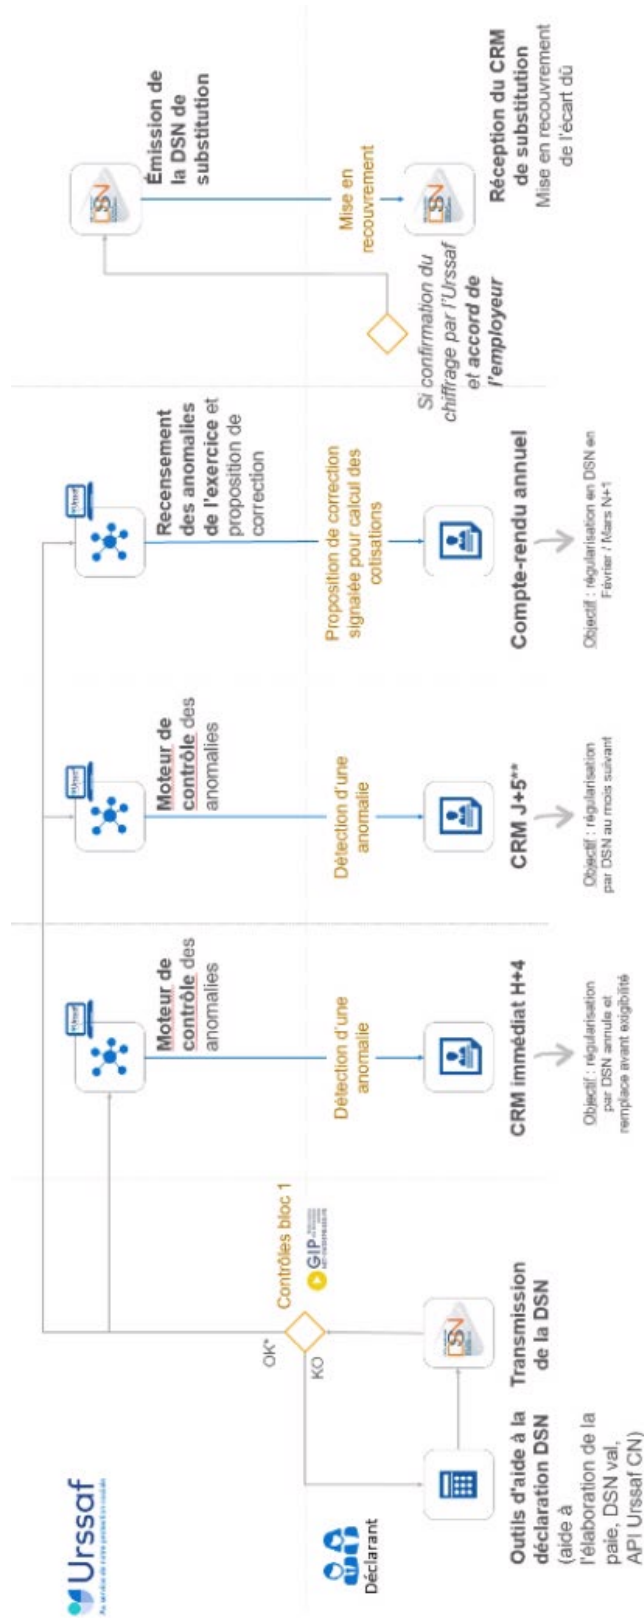 Urssaf
Au service de notre protection sociale
Déclarant
Outils d'aide à la
déclaration DSN
(aide à
l'élaboration de la
paie, DSN val,
API Urssaf CN)
DSN
Transmission
de la DSN
Contrôles bloc 1
GIP
OK*
KO
Moteur de
contrôle des
anomalies
Détection d'une
anomalie
CRM immédiat H+4
Objectif : régularisation
par DSN annule et
remplace avant exigibilité
Moteur de
contrôle des
anomalies
Détection d'une
anomalie
CRM J+5**
Objectif : régularisation
par DSN au mois suivant
Recensement
des anomalies
de l'exercice et
proposition de
correction
Proposition de correction
signalée pour calcul des
cotisations
Compte-rendu annuel
Objectif : régularisation en DSN en
Février / Mars N+1
Si confirmation du
chiffrage par l'Urssaf
et accord de
l'employeur
DSN
Émission de
la DSN de
substitution
Mise en
recouvrement
DSN
Réception du CRM
de substitution
Mise en recouvrement
de l'écart dû